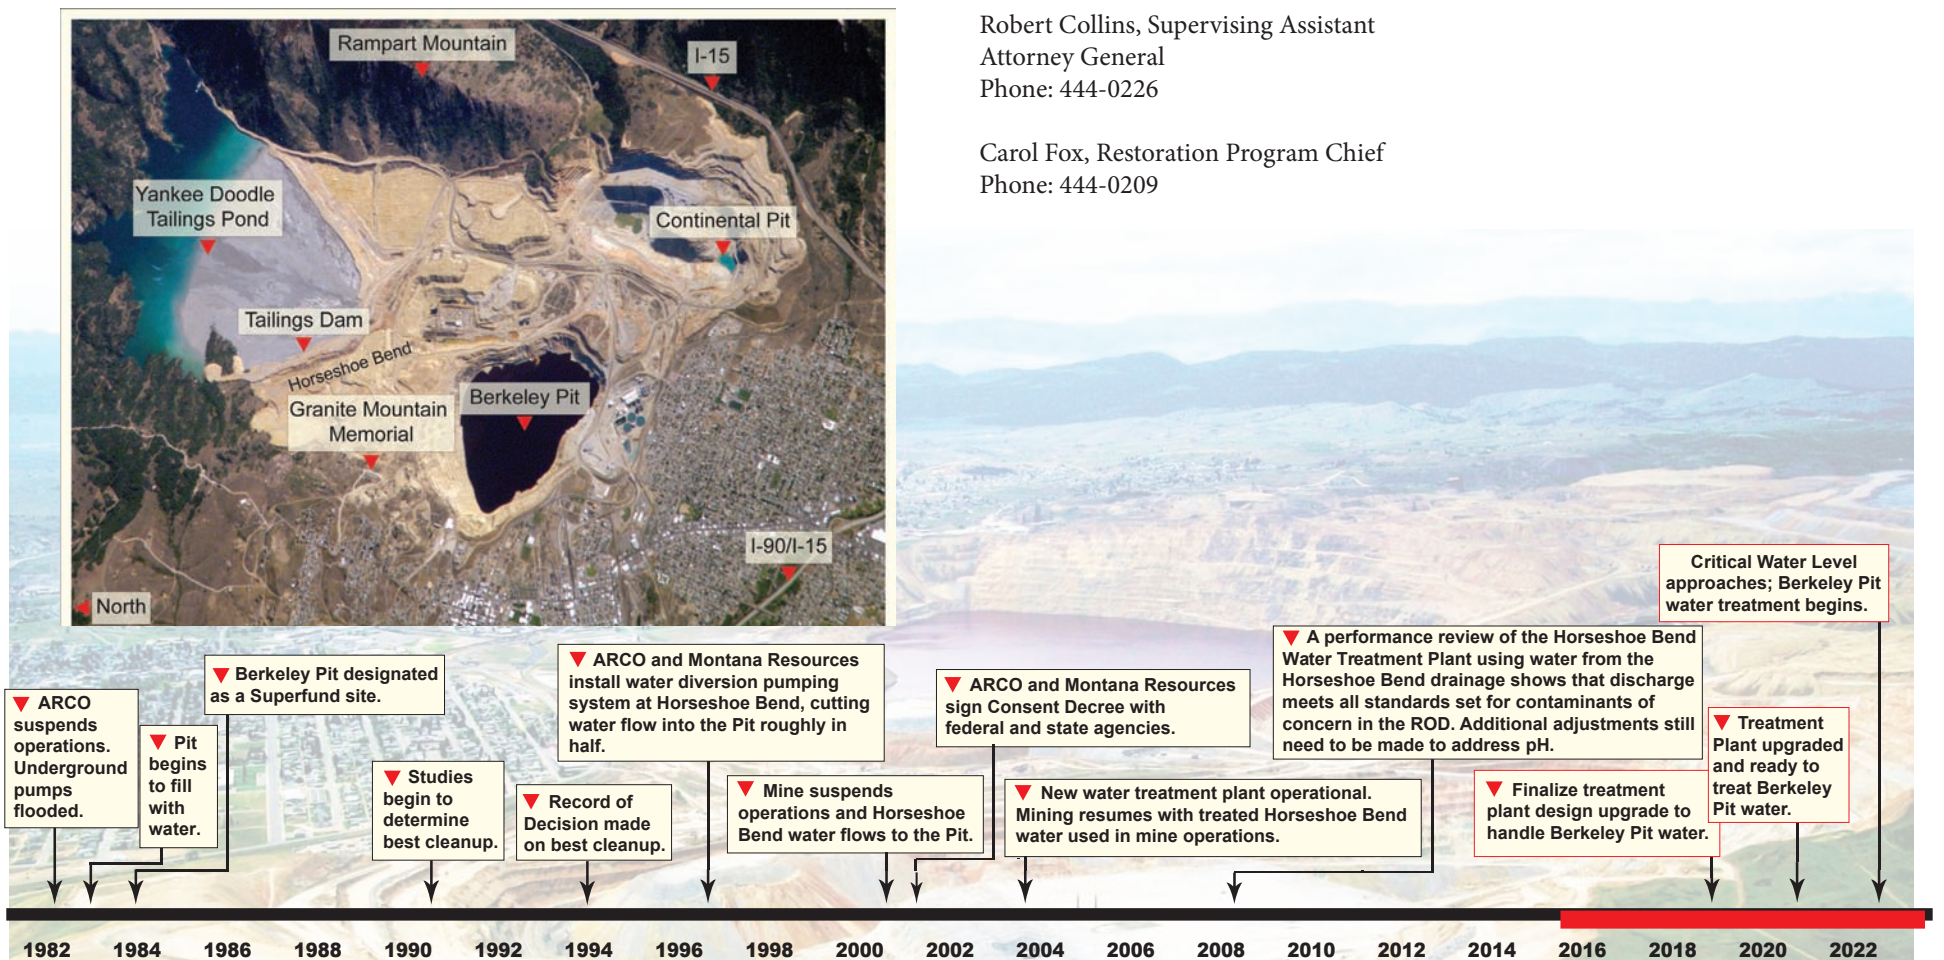 Robert Collins, Supervising Assistant
Attorney General
Phone: 444-0226
Carol Fox, Restoration Program Chief
Phone: 444-0209
Rampart Mountain
I-15
Yankee Doodle
Tailings Pond
Continental Pit
Tailings Dam
Horseshoe Bend
Granite Mountain
Memorial
Berkeley Pit
I-90/I-15
North
ARCO
suspends
operations.
Underground
pumps
flooded.
Pit
begins
to fill
with
water.
Berkeley Pit designated
as a Superfund site.
Studies
begin to
determine
best cleanup.
Record of
Decision made
on best cleanup.
ARCO and Montana Resources
install water diversion pumping
system at Horseshoe Bend, cutting
water flow into the Pit roughly in
half.
Mine suspends
operations and Horseshoe
Bend water flows to the Pit.
ARCO and Montana Resources
sign Consent Decree with
federal and state agencies.
New water treatment plant operational.
Mining resumes with treated Horseshoe Bend
water used in mine operations.
A performance review of the Horseshoe Bend
Water Treatment Plant using water from the
Horseshoe Bend drainage shows that discharge
meets all standards set for contaminants of
concern in the ROD. Additional adjustments still
need to be made to address pH.
Finalize treatment
plant design upgrade to
handle Berkeley Pit water.
Treatment
Plant upgraded
and ready to
treat Berkeley
Pit water.
Critical Water Level
approaches; Berkeley Pit
water treatment begins.
1982 1984 1986 1988 1990 1992 1994 1996 1998 2000 2002 2004 2006 2008 2010 2012 2014 2016 2018 2020 2022